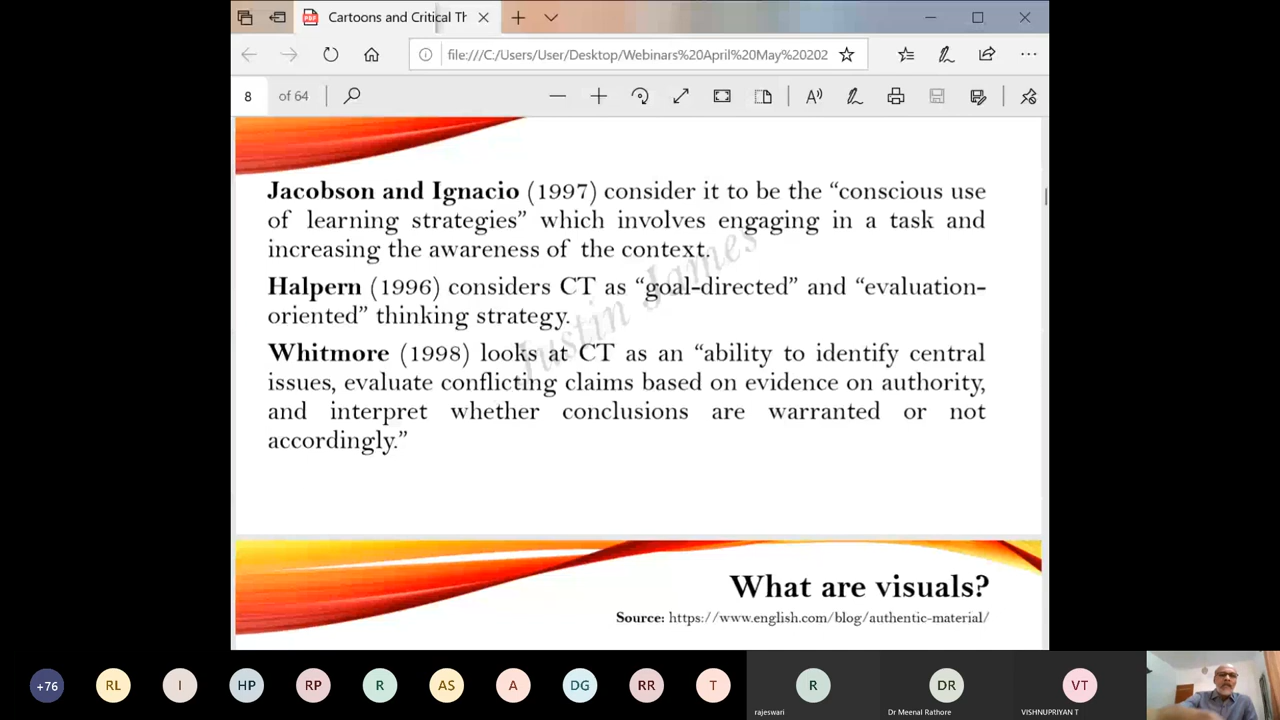 Cartoons and Critical Th
file:///C:/Users/User/Desktop/Webinars%20April%20May%20202
8 of 64
Jacobson and Ignacio (1997) consider it to be the “conscious use
of learning strategies” which involves engaging in a task and
increasing the awareness of the context.
Halpern (1996) considers CT as “goal-directed” and “evaluation-
oriented” thinking strategy.
Whitmore (1998) looks at CT as an “ability to identify central
issues, evaluate conflicting claims based on evidence on authority,
and interpret whether conclusions are warranted or not
accordingly.”
Justin James
What are visuals?
Source: https://www.english.com/blog/authentic-material/
+76 RL I HP RP R AS A DG RR T R DR VT
rajeswari Dr Meenal Rathore VISHNUPRIYAN T